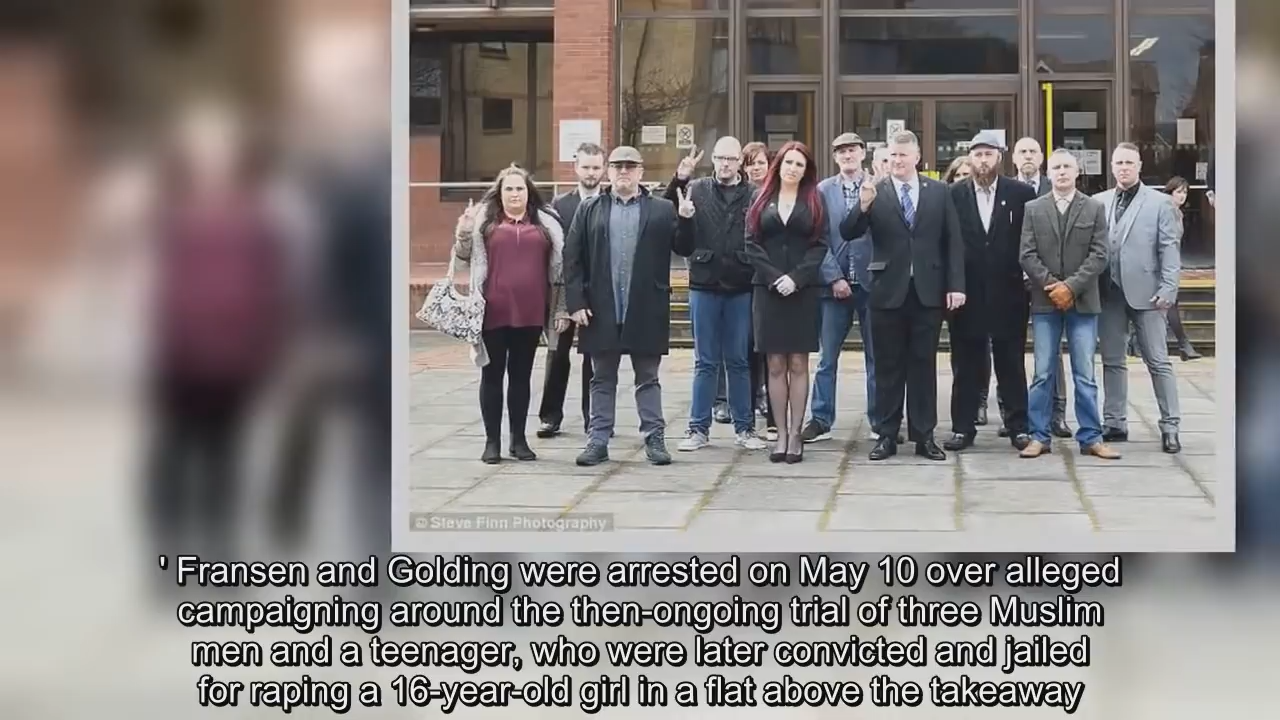 © Steve Finn Photography
' Fransen and Golding were arrested on May 10 over alleged
campaigning around the then-ongoing trial of three Muslim
men and a teenager, who were later convicted and jailed
for raping a 16-year-old girl in a flat above the takeaway